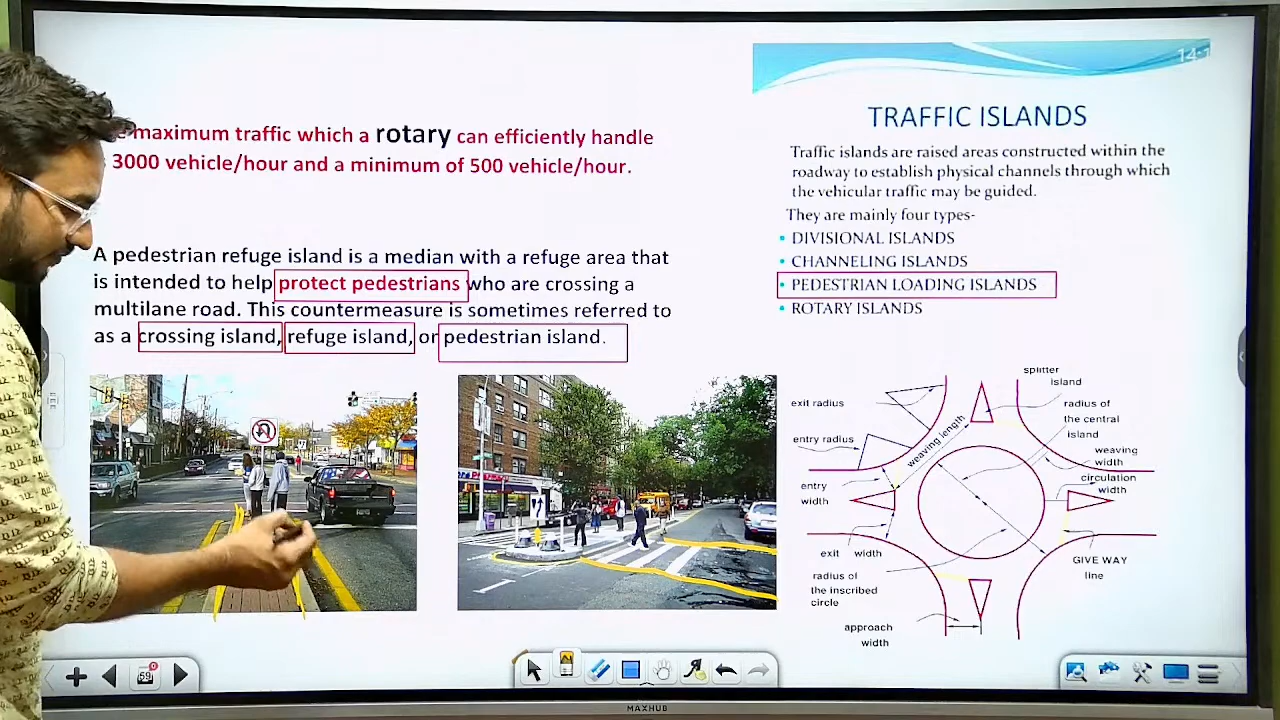 maximum traffic which a rotary can efficiently handle
3000 vehicle/hour and a minimum of 500 vehicle/hour.
A pedestrian refuge island is a median with a refuge area that
is intended to help protect pedestrians who are crossing a
multilane road. This countermeasure is sometimes referred to
as a crossing island, refuge island, or pedestrian island.
TRAFFIC ISLANDS
Traffic islands are raised areas constructed within the
roadway to establish physical channels through which
the vehicular traffic may be guided.
They are mainly four types-
• DIVISIONAL ISLANDS
• CHANNELING ISLANDS
• PEDESTRIAN LOADING ISLANDS
• ROTARY ISLANDS
splitter
island
exit radius
radius of
the central
island
entry radius
weaving length
weaving
width
circulation
width
entry
width
exit width
GIVE WAY
line
radius of
the inscribed
circle
approach
width
59
MAXHUB